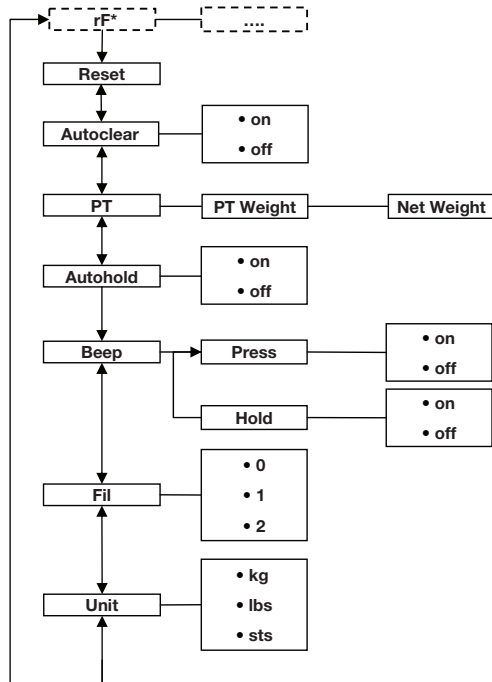 rF* ....
Reset
Autoclear
• on
• off
PT PT Weight Net Weight
Autohold
• on
• off
Beep Press
• on
• off
Hold
• on
• off
Fil
• 0
• 1
• 2
Unit
• kg
• lbs
• sts